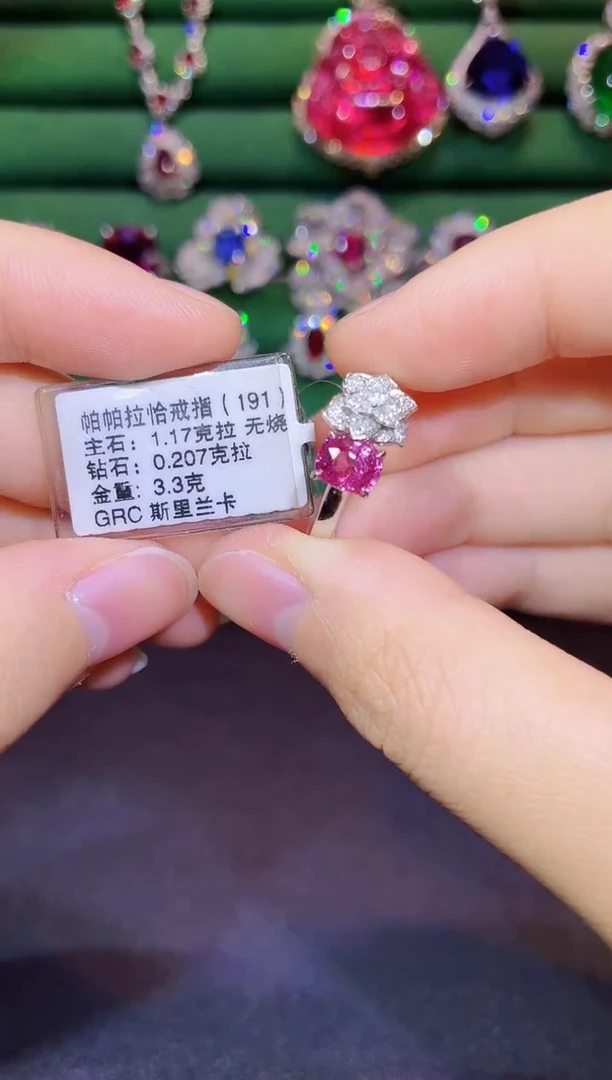 帕帕拉恰戒指（191）
主石：1.17克拉 无烧
钻石：0.207克拉
金重：3.3克
GRC 斯里兰卡